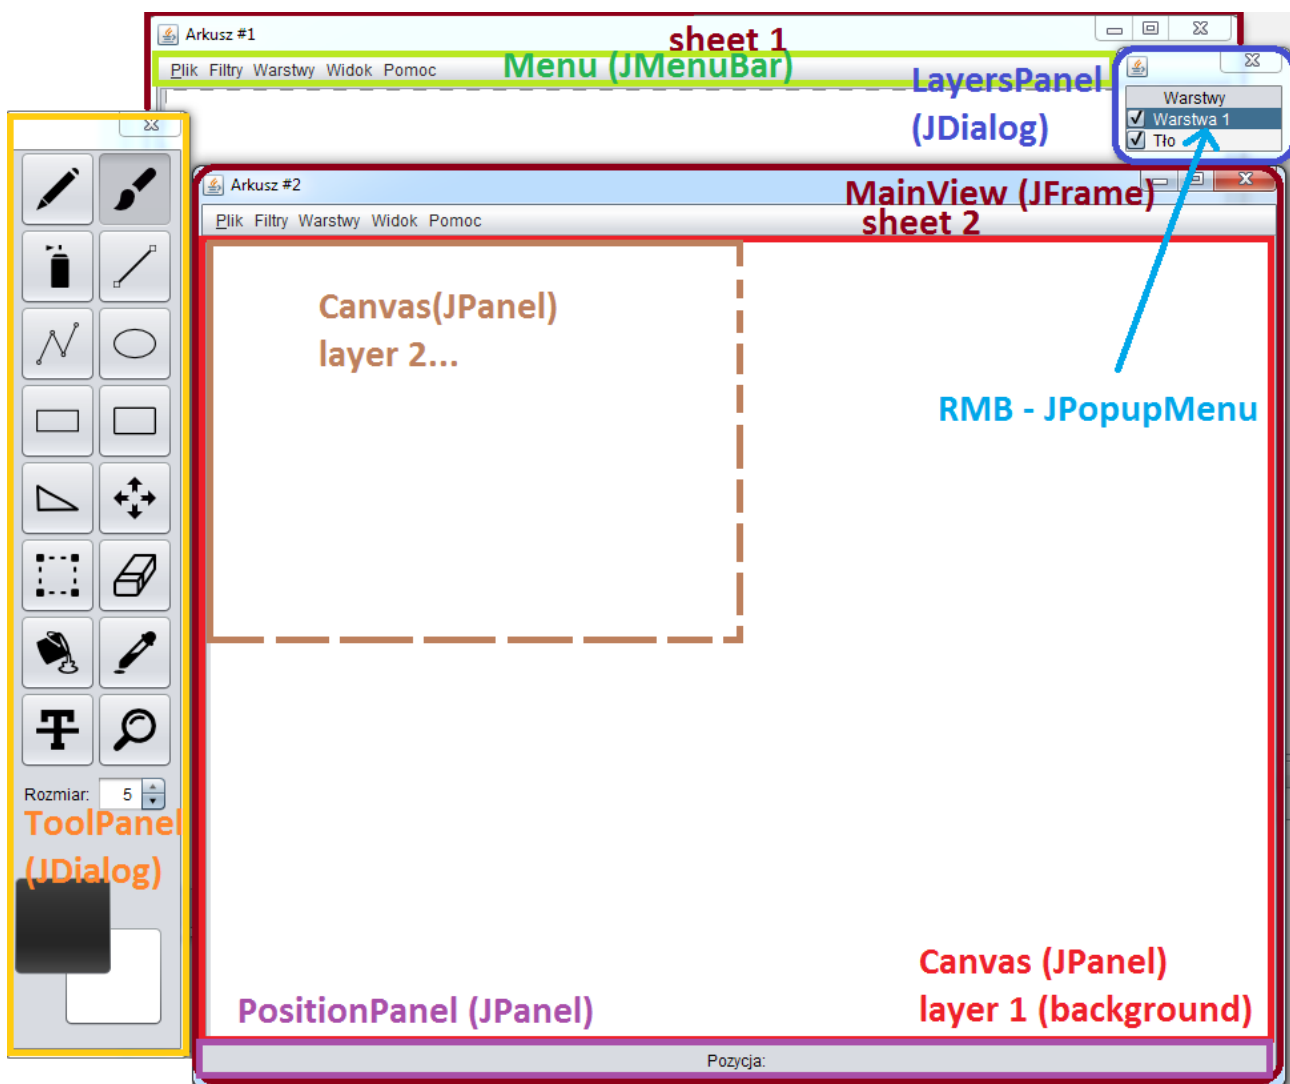 Arkusz #1
sheet 1
Plik Filtry Warstwy Widok Pomoc
Menu (JMenuBar)
LayersPanel
(JDialog)
Warstwy
Warstwa 1
Tło
Arkusz #2
MainView (JFrame)
sheet 2
Plik Filtry Warstwy Widok Pomoc
Canvas(JPanel)
layer 2...
RMB - JPopupMenu
T
Rozmiar: 5
ToolPanel
(JDialog)
Canvas (JPanel)
layer 1 (background)
PositionPanel (JPanel)
Pozycja: